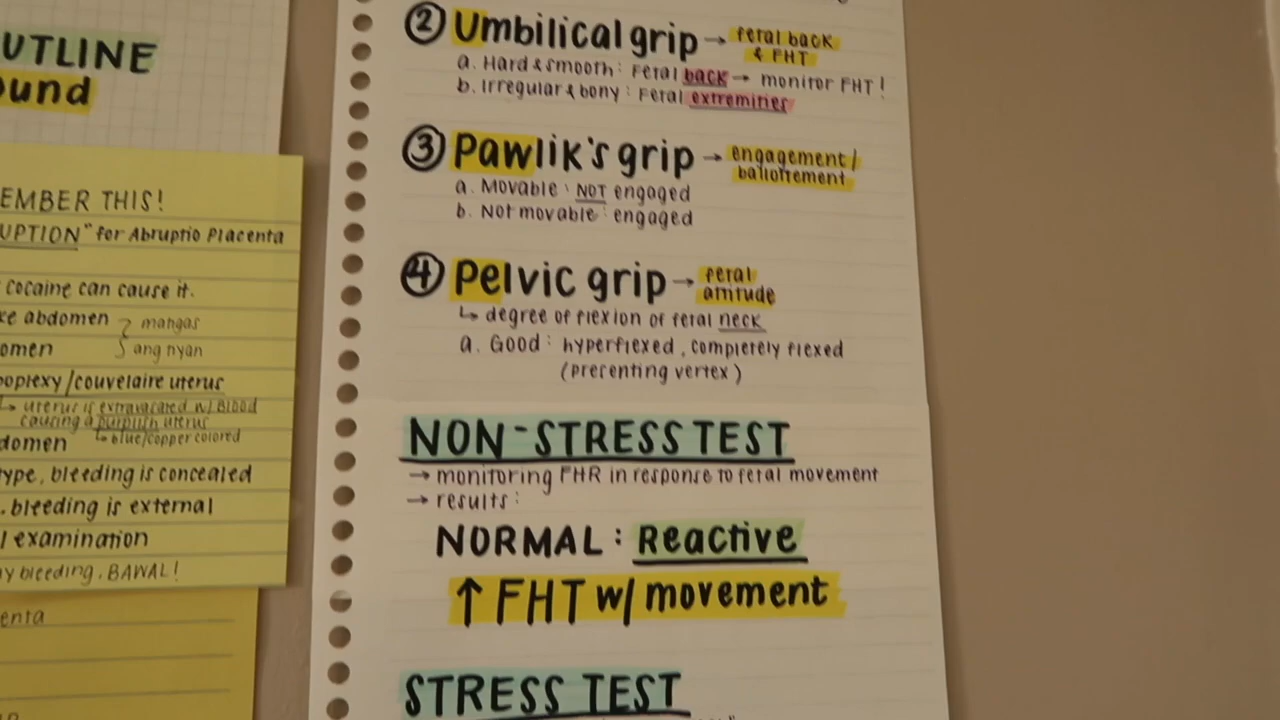 UTLINE
ound
EMBER THIS!
UPTION" for Abruptio Placenta
cocaine can cause it.
ke abdomen } mangas
omen } ang nyan
poplexy/couvelaire uterus
↳ uterus is extravasated w/ Blood
causing a purplish uterus
domen ↳ blue/copper colored
type, bleeding is concealed
. bleeding is external
l examination
ny bleeding, BAWAL!
enta
② Umbilical grip → fetal back
& FHT
a. Hard & smooth : Fetal back → monitor FHT!
b. Irregular & bony : Fetal extremities
③ Pawlik's grip → engagement/
ballottement
a. Movable : NOT engaged
b. Not movable : engaged
④ Pelvic grip → fetal
attitude
↳ degree of flexion of fetal neck
a. Good : hyperflexed, completely flexed
(presenting vertex)
NON-STRESS TEST
→ monitoring FHR in response to fetal movement
→ results :
NORMAL : Reactive
↑ FHT w/ movement
STRESS TEST